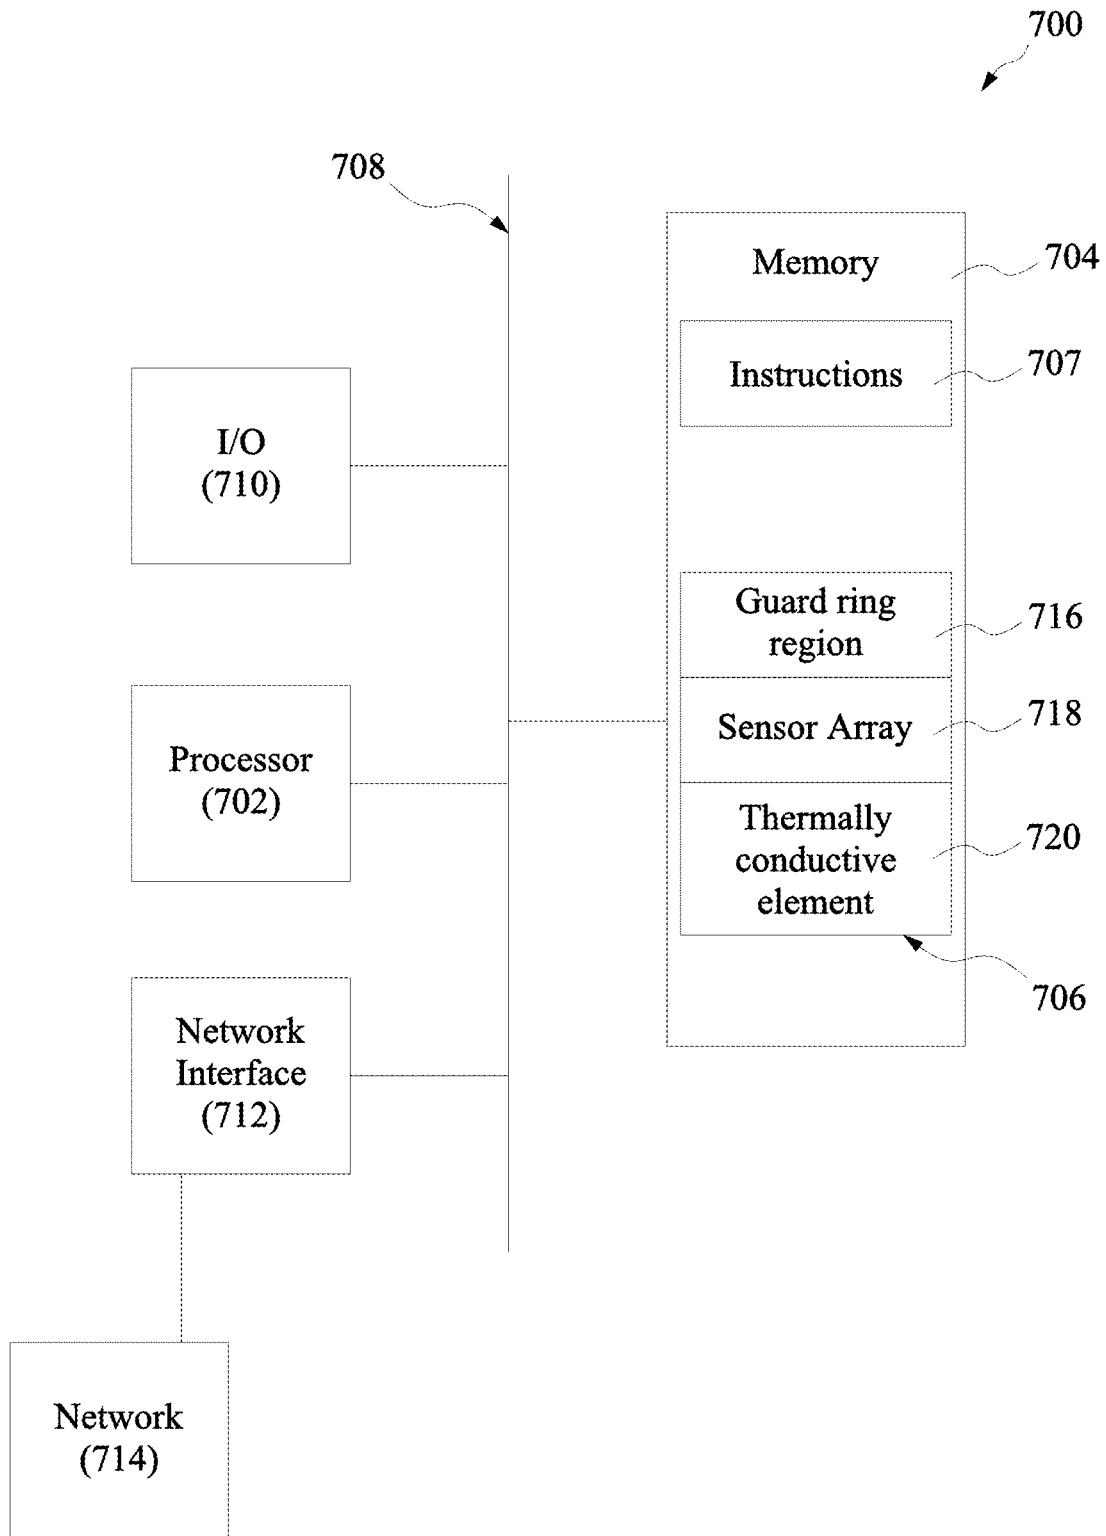 700
708
Memory
704
Instructions
707
I/O
(710)
Guard ring
region
716
Sensor Array
718
Processor
(702)
Thermally
conductive
element
720
706
Network
Interface
(712)
Network
(714)